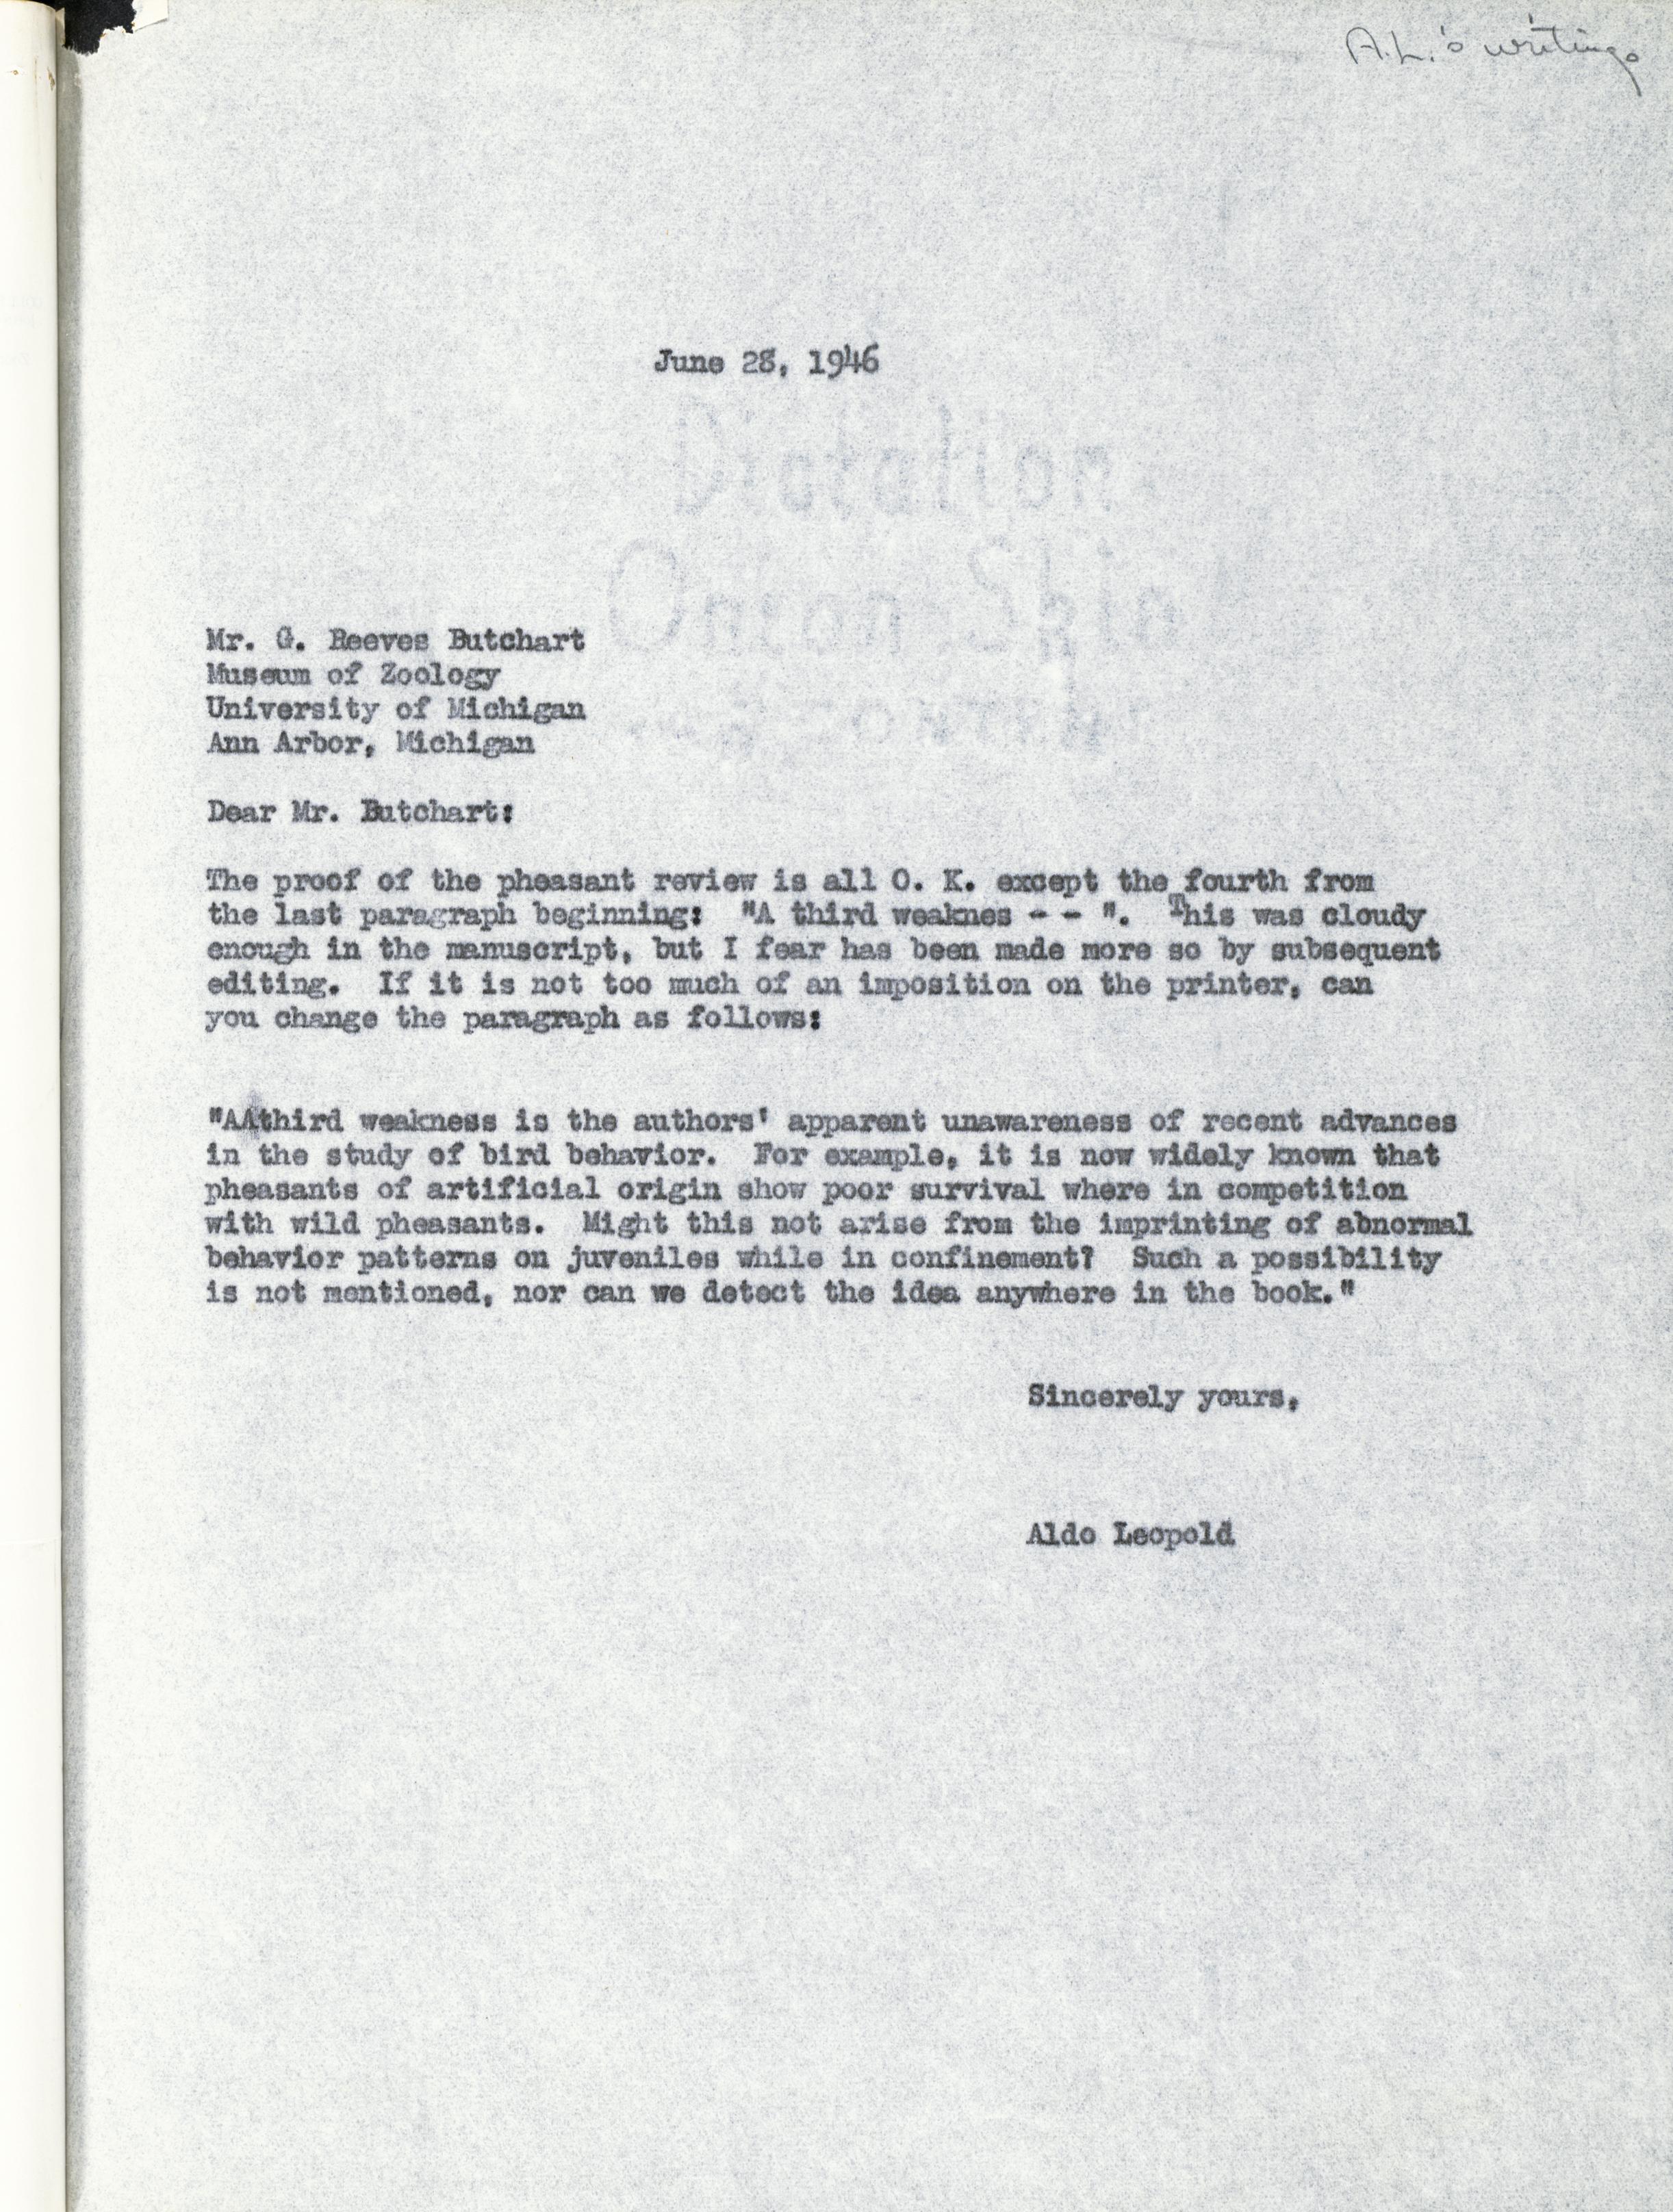 A.L.'s writings
June 28, 1946
Dictation
Onion Skin
Mr. G. Reeves Butchart
Museum of Zoology
University of Michigan
Ann Arbor, Michigan
Dear Mr. Butchart:
The proof of the pheasant review is all O. K. except the fourth from
the last paragraph beginning: "A third weaknes - - ". This was cloudy
enough in the manuscript, but I fear has been made more so by subsequent
editing. If it is not too much of an imposition on the printer, can
you change the paragraph as follows:
"AAthird weakness is the authors' apparent unawareness of recent advances
in the study of bird behavior. For example, it is now widely known that
pheasants of artificial origin show poor survival where in competition
with wild pheasants. Might this not arise from the imprinting of abnormal
behavior patterns on juveniles while in confinement? Such a possibility
is not mentioned, nor can we detect the idea anywhere in the book."
Sincerely yours,
Aldo Leopold